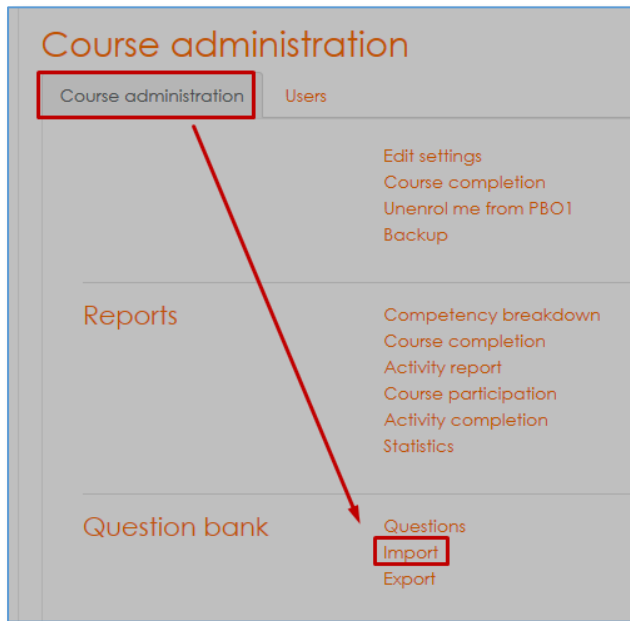 Course administration
Course administration
Users
Edit settings
Course completion
Unenrol me from PBO1
Backup
Reports
Competency breakdown
Course completion
Activity report
Course participation
Activity completion
Statistics
Question bank
Questions
Import
Export